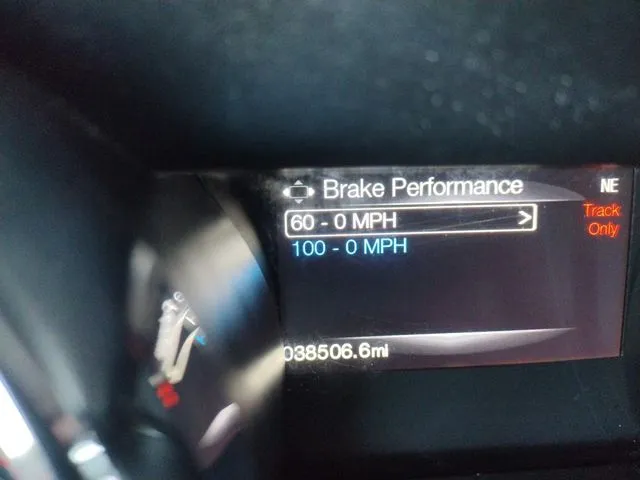 Brake Performance
NE
60 - 0 MPH >
Track
Only
100 - 0 MPH
038506.6mi